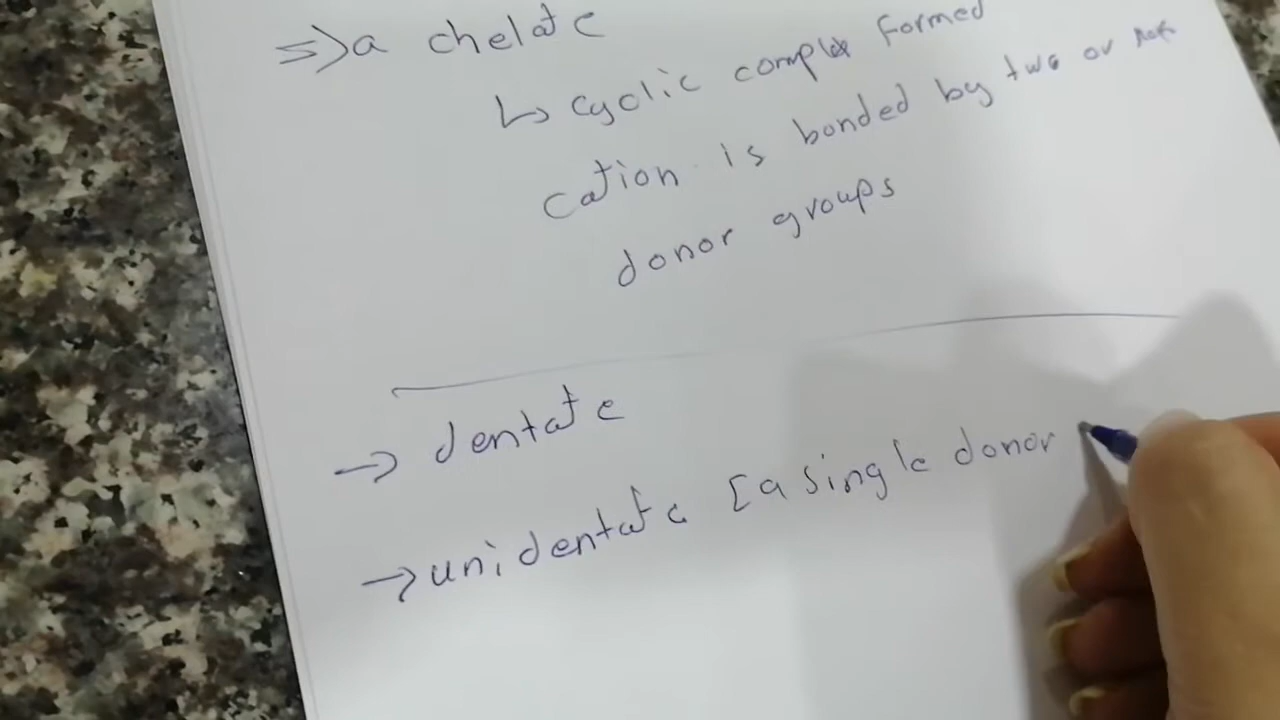 => a chelate
↳ cyclic complex formed
cation is bonded by two or
donor groups
→ dentate
→ unidentate [a single donor